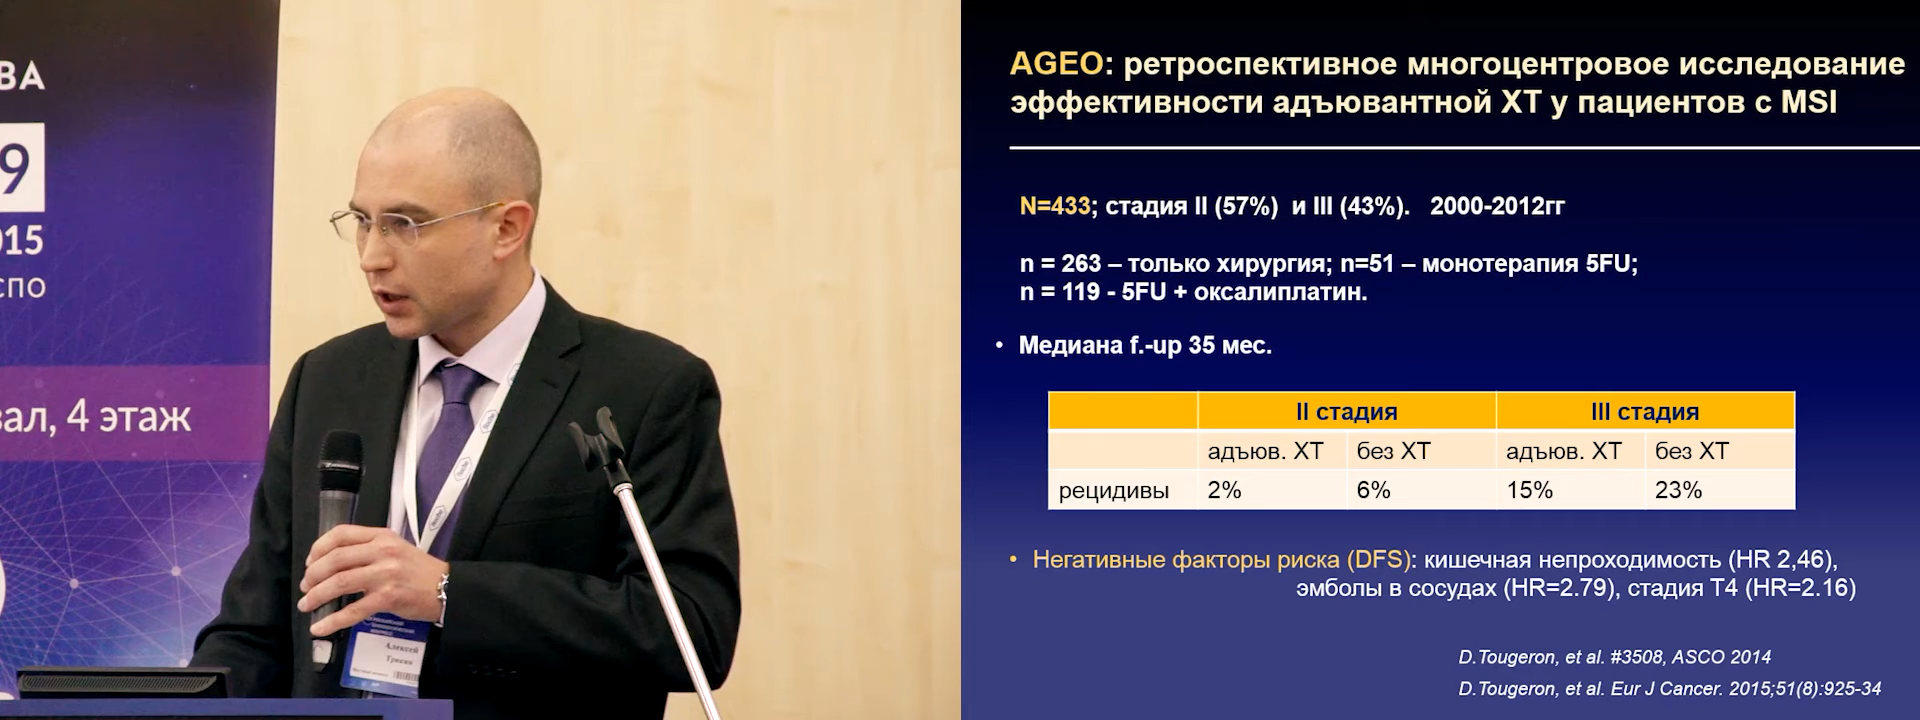 ВА
9
015
спо
зал, 4 этаж
Алексей
AGEO: ретроспективное многоцентровое исследование
эффективности адъювантной ХТ у пациентов с MSI
N=433; стадия II (57%) и III (43%). 2000-2012гг
n = 263 – только хирургия; n=51 – монотерапия 5FU;
n = 119 - 5FU + оксалиплатин.
• Медиана f.-up 35 мес.
II стадия III стадия
адъюв. ХТ без ХТ адъюв. ХТ без ХТ
рецидивы 2% 6% 15% 23%
• Негативные факторы риска (DFS): кишечная непроходимость (HR 2,46),
эмболы в сосудах (HR=2.79), стадия T4 (HR=2.16)
D.Tougeron, et al. #3508, ASCO 2014
D.Tougeron, et al. Eur J Cancer. 2015;51(8):925-34